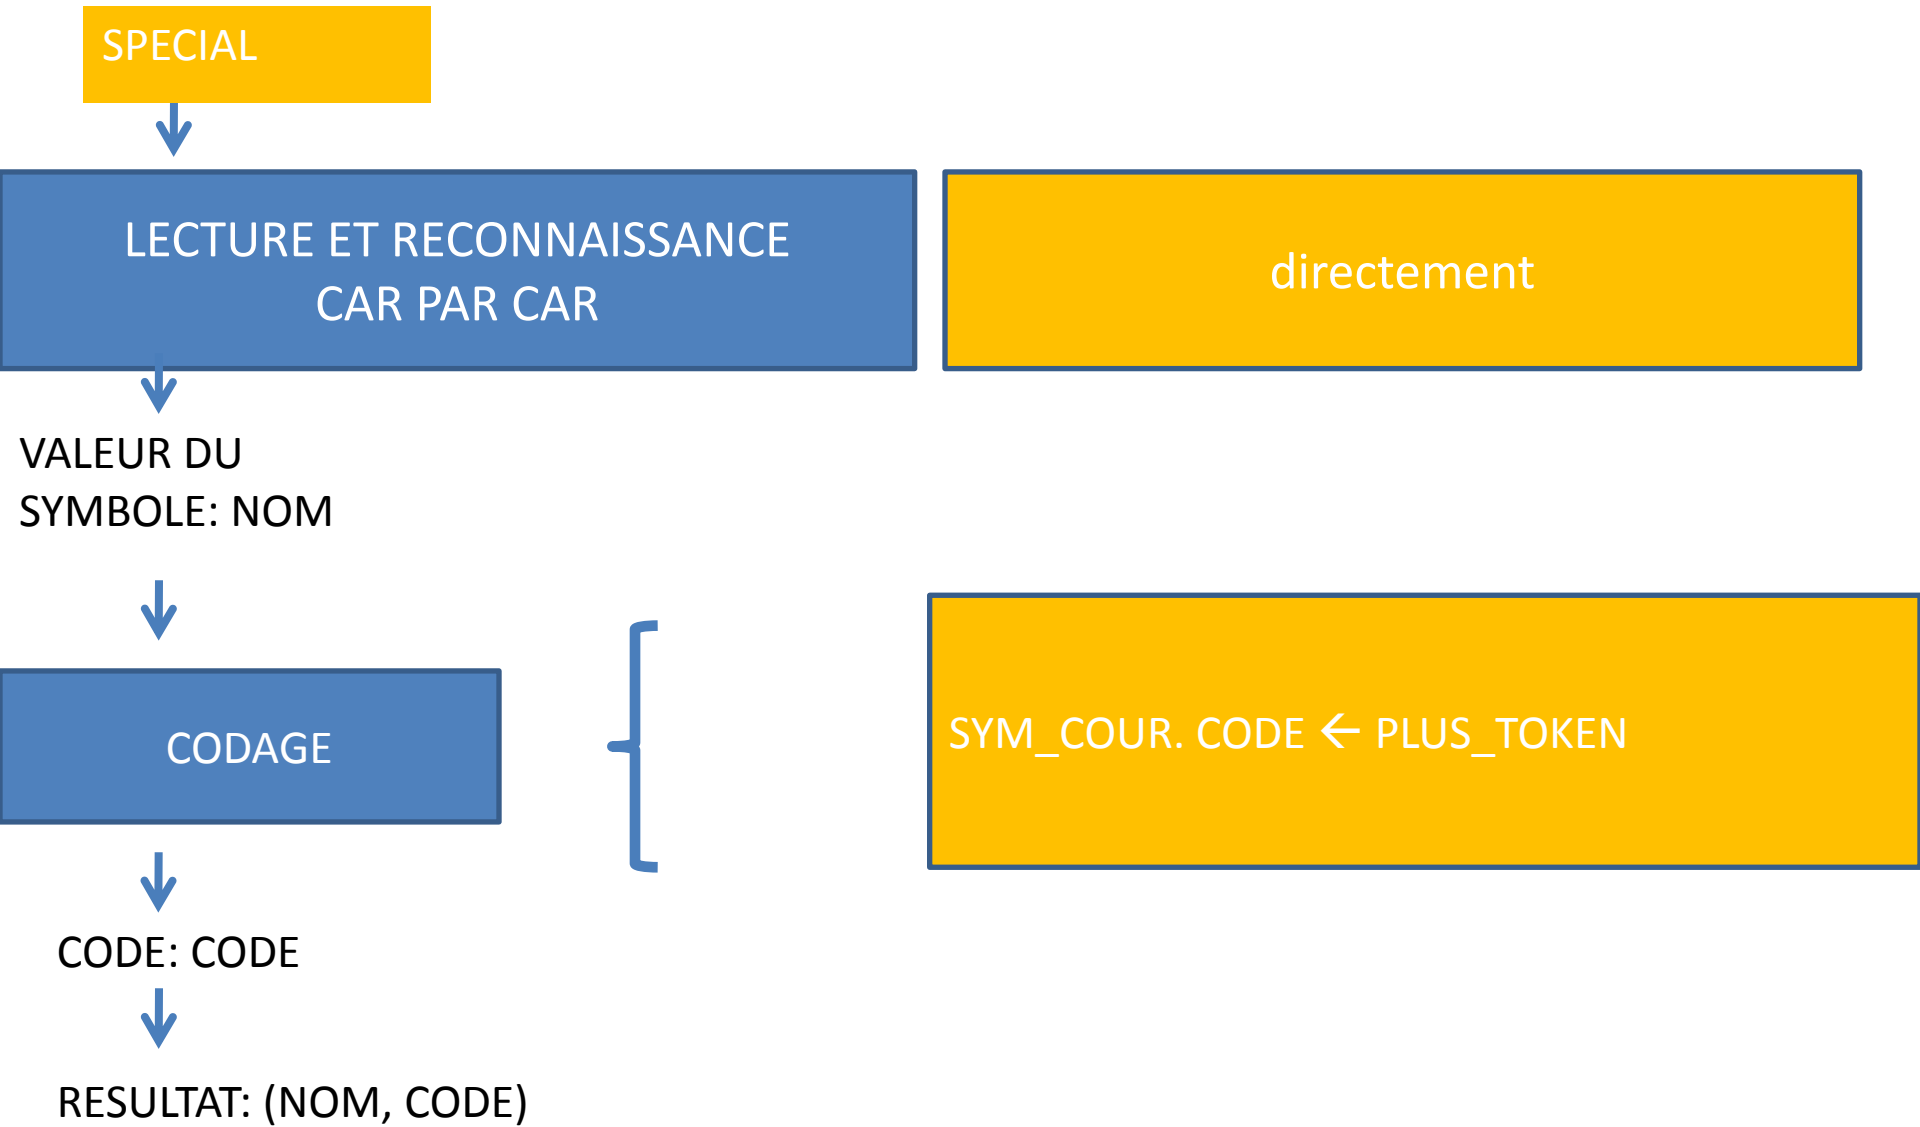 SPECIAL
LECTURE ET RECONNAISSANCE
CAR PAR CAR
directement
VALEUR DU
SYMBOLE: NOM
CODAGE
SYM_COUR. CODE ← PLUS_TOKEN
CODE: CODE
RESULTAT: (NOM, CODE)